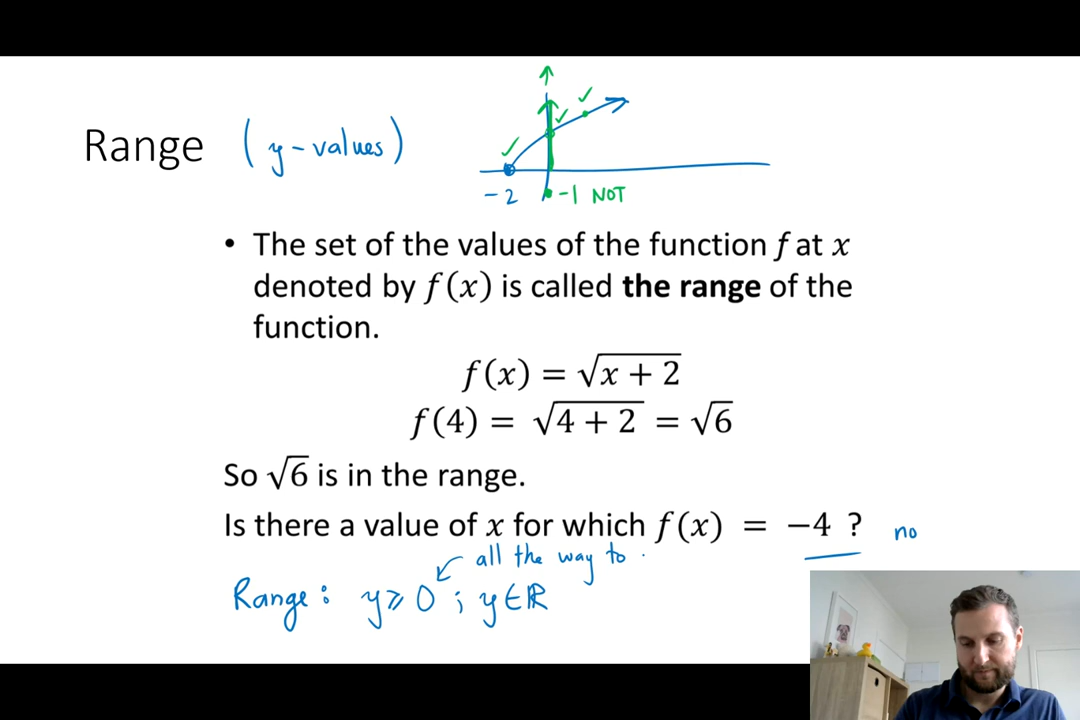 Range (y-values)
-2
-1 NOT
• The set of the values of the function f at x
denoted by f(x) is called the range of the
function.
f(x) = √(x + 2)
f(4) = √(4 + 2) = √6
So √6 is in the range.
Is there a value of x for which f(x) = −4 ? no
all the way to
Range: y ⩾ 0 ; y∈ℝ